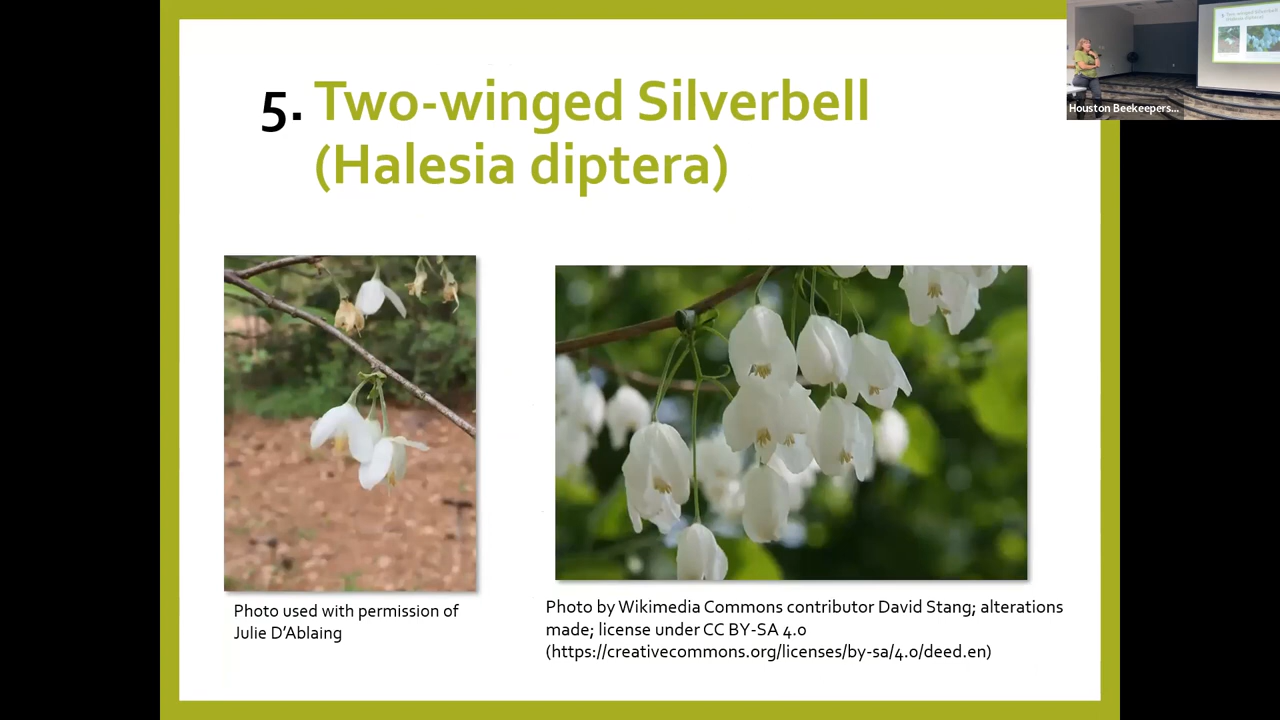 5. Two-winged Silverbell
(Halesia diptera)
Photo used with permission of
Julie D'Ablaing
Photo by Wikimedia Commons contributor David Stang; alterations
made; license under CC BY-SA 4.0
(https://creativecommons.org/licenses/by-sa/4.0/deed.en)
Houston Beekeepers...